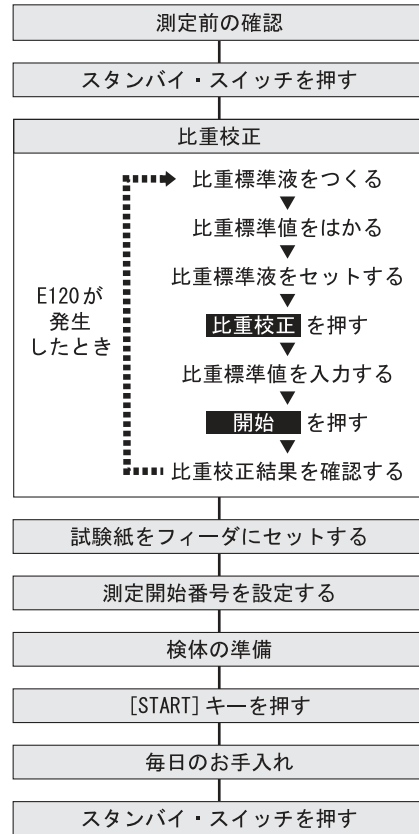 測定前の確認
スタンバイ・スイッチを押す
比重校正
比重標準液をつくる
比重標準値をはかる
比重標準液をセットする
比重校正 を押す
比重標準値を入力する
開始 を押す
比重校正結果を確認する
E120が
発生
したとき
試験紙をフィーダにセットする
測定開始番号を設定する
検体の準備
[START]キーを押す
毎日のお手入れ
スタンバイ・スイッチを押す